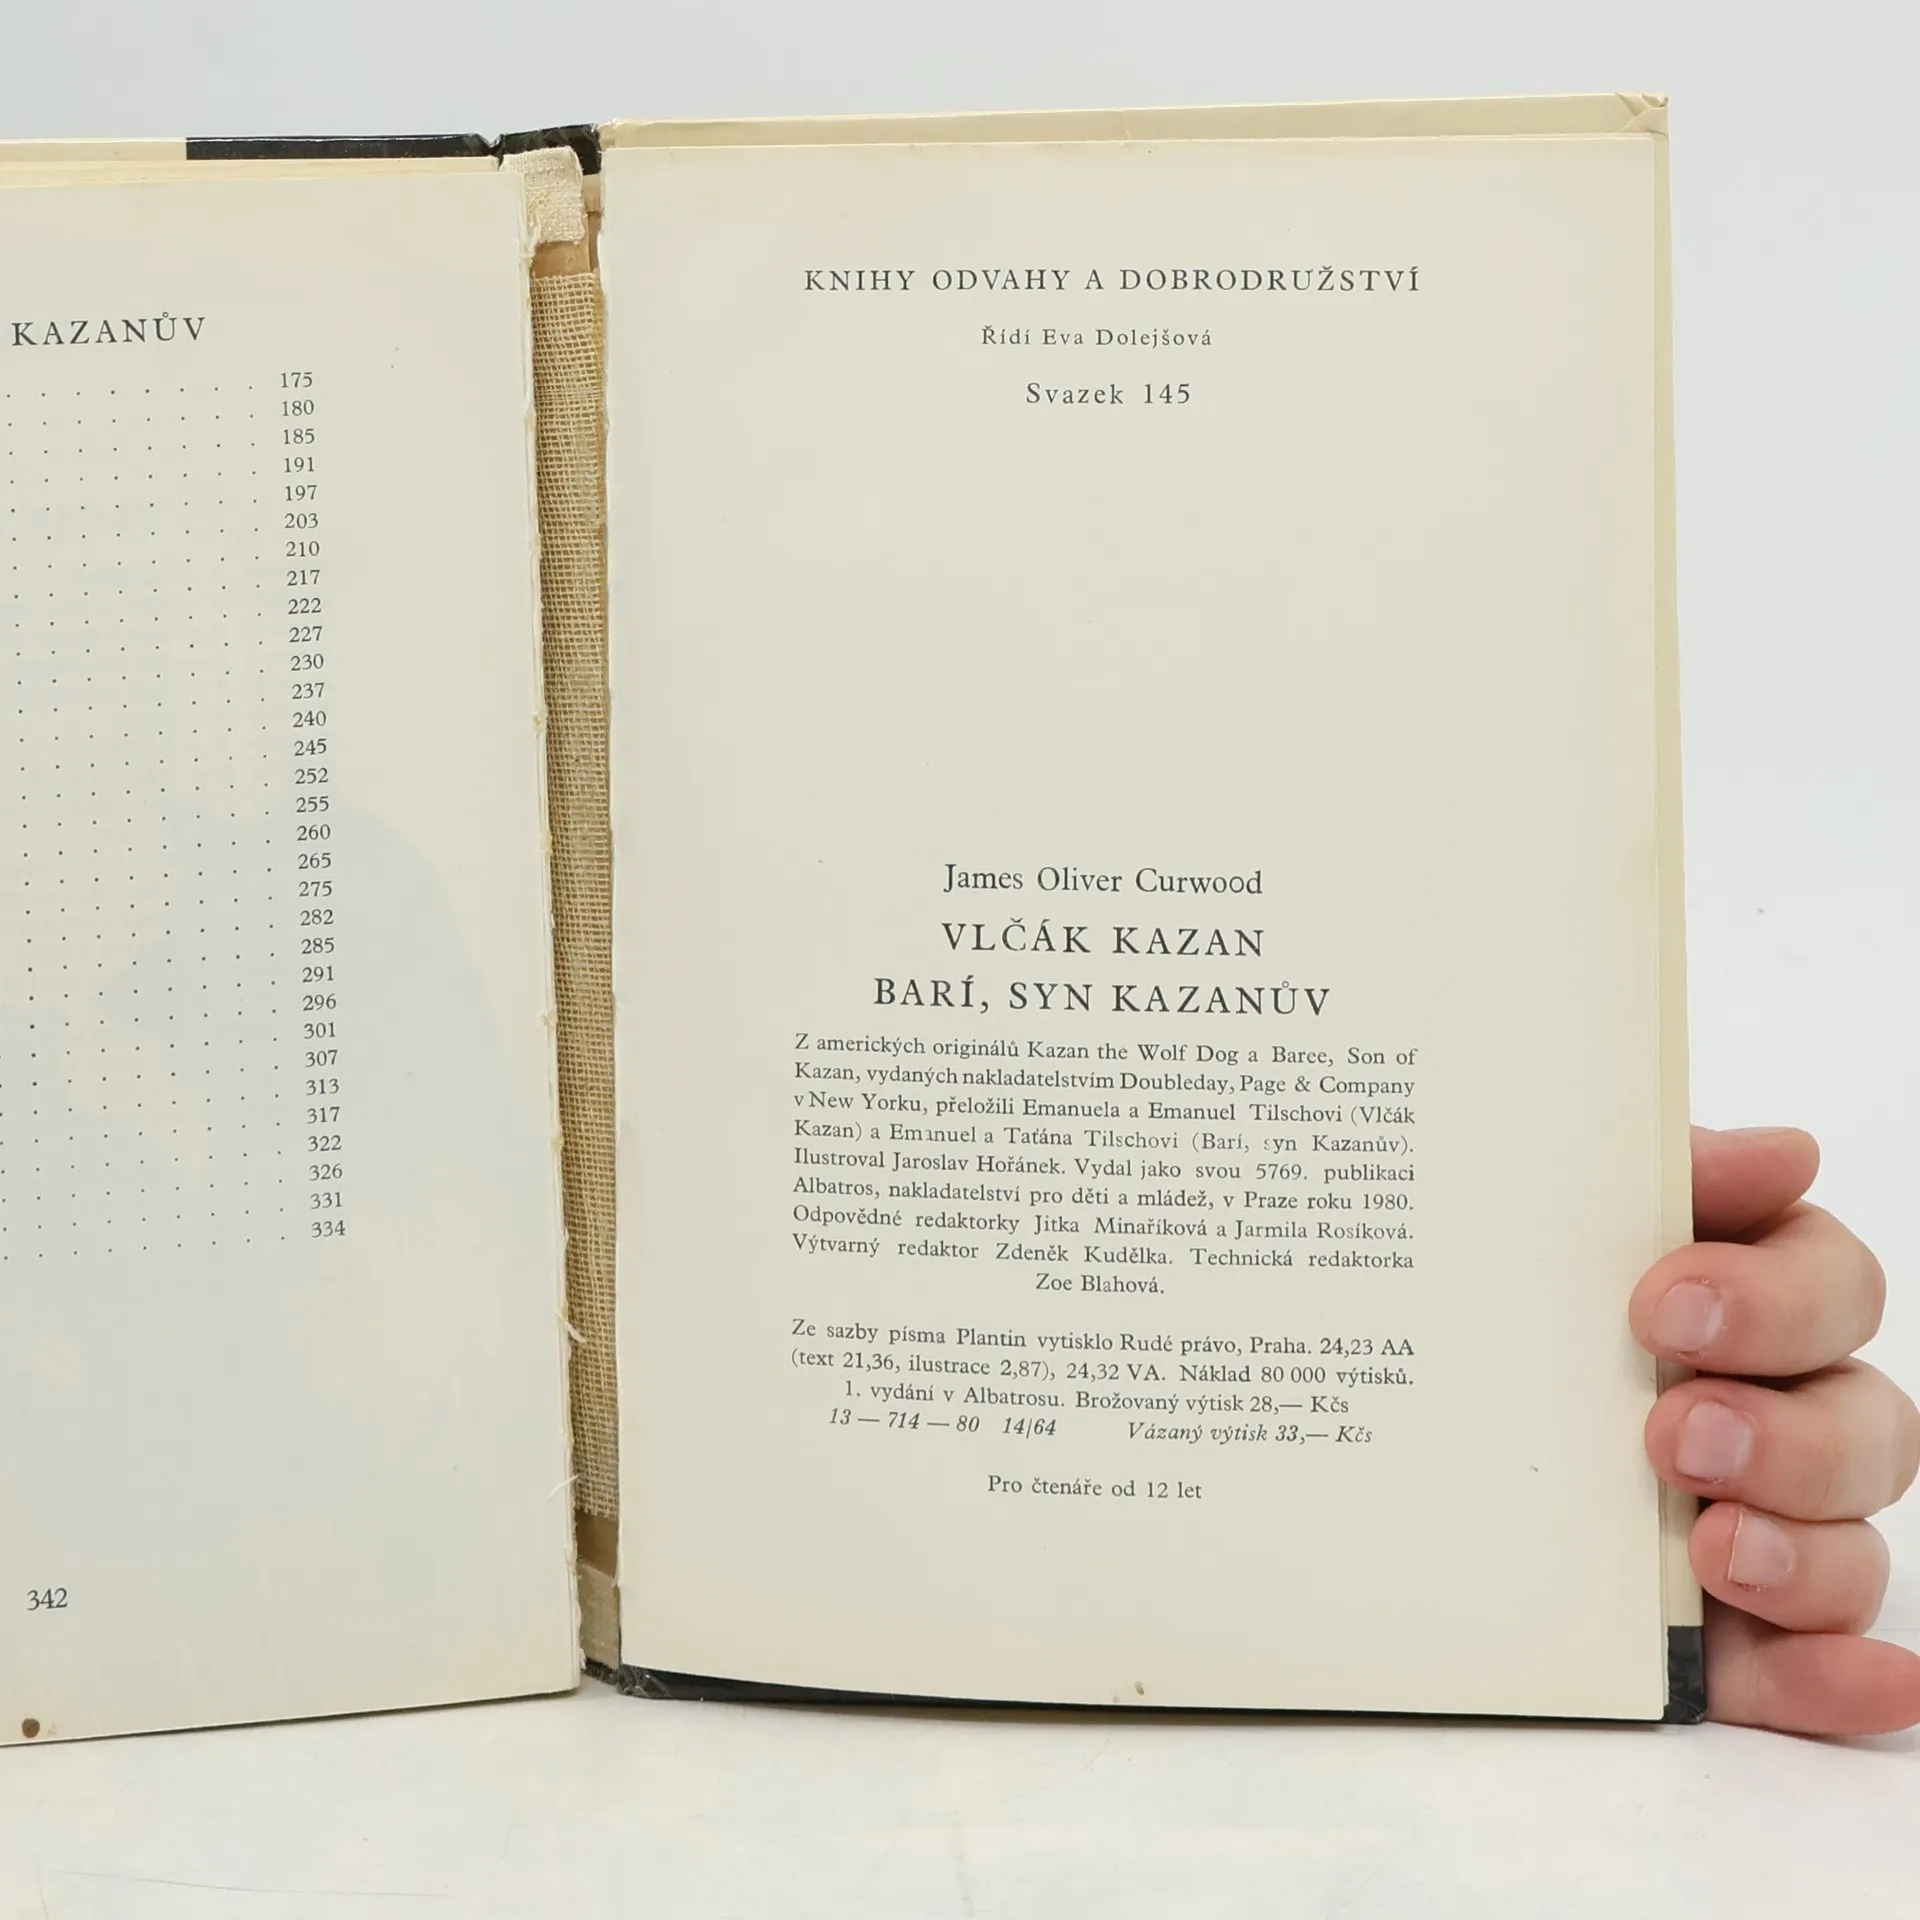 KAZANŮV
175
180
185
191
197
203
210
217
222
227
230
237
240
245
252
255
260
265
275
282
285
291
296
301
307
313
317
322
326
331
334
342
KNIHY ODVAHY A DOBRODRUŽSTVÍ
Řídí Eva Dolejšová
Svazek 145
James Oliver Curwood
VLČÁK KAZAN
BARÍ, SYN KAZANŮV
Z amerických originálů Kazan the Wolf Dog a Baree, Son of
Kazan, vydaných nakladatelstvím Doubleday, Page & Company
v New Yorku, přeložili Emanuela a Emanuel Tilschovi (Vlčák
Kazan) a Emanuel a Taťána Tilschovi (Barí, syn Kazanův).
Ilustroval Jaroslav Hořánek. Vydal jako svou 5769. publikaci
Albatros, nakladatelství pro děti a mládež, v Praze roku 1980.
Odpovědné redaktorky Jitka Minaříková a Jarmila Rosíková.
Výtvarný redaktor Zdeněk Kudělka. Technická redaktorka
Zoe Blahová.
Ze sazby písma Plantin vytisklo Rudé právo, Praha. 24,23 AA
(text 21,36, ilustrace 2,87), 24,32 VA. Náklad 80 000 výtisků.
1. vydání v Albatrosu. Brožovaný výtisk 28,— Kčs
13 — 714 — 80 14/64 Vázaný výtisk 33,— Kčs
Pro čtenáře od 12 let